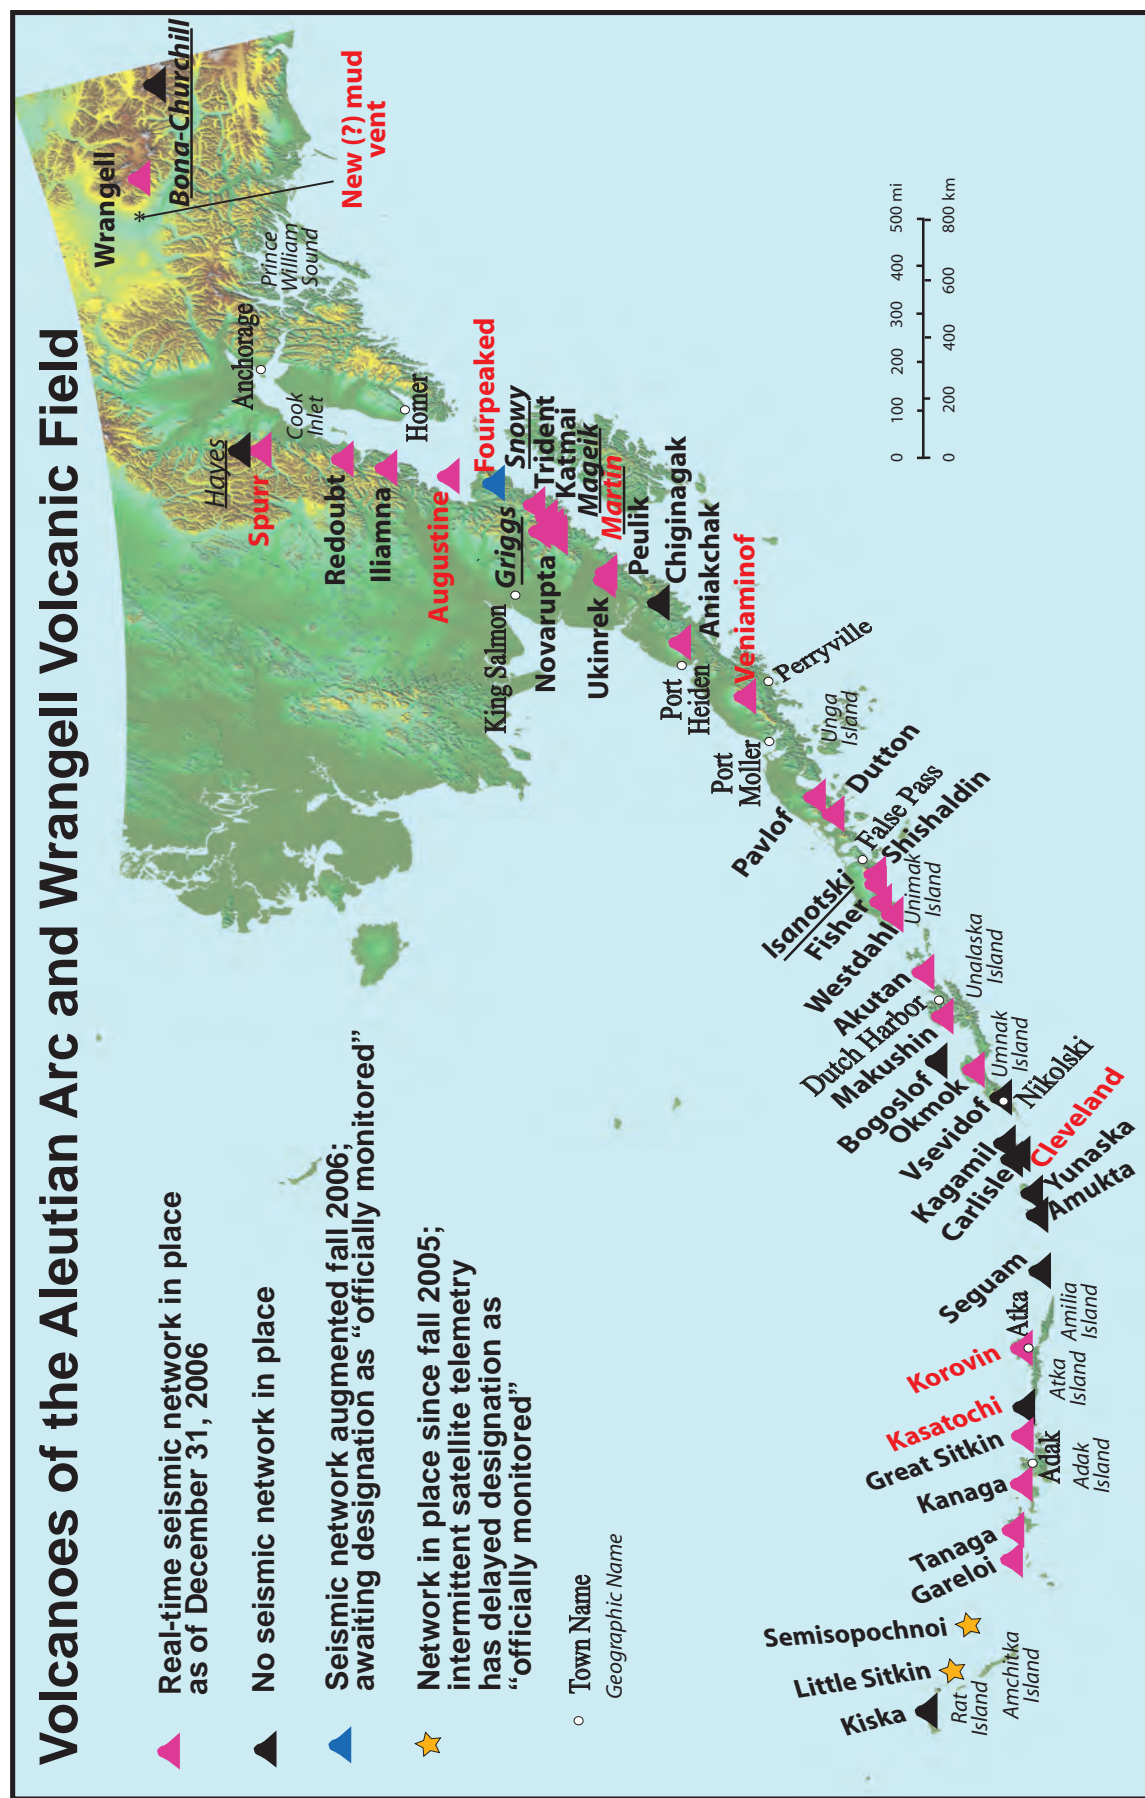 Volcanoes of the Aleutian Arc and Wrangell Volcanic Field
Real-time seismic network in place
as of December 31, 2006
No seismic network in place
Seismic network augmented fall 2006;
awaiting designation as “officially monitored”
Network in place since fall 2005;
intermittent satellite telemetry
has delayed designation as
“officially monitored”
Town Name
Geographic Name
Wrangell
Bona-Churchill
*
New (?) mud
vent
Prince
William
Sound
Anchorage
Cook
Inlet
Homer
Hayes
Spurr
Redoubt
Iliamna
Augustine
Fourpeaked
Snowy
Griggs
Trident
Katmai
Mageik
Martin
King Salmon
Novarupta
Ukinrek
Peulik
Chiginagak
Aniakchak
Port
Heiden
Veniaminof
Perryville
Port
Moller
Unga
Island
Pavlof
Dutton
False Pass
Shishaldin
Isanotski
Fisher
Unimak
Island
Westdahl
Akutan
Dutch Harbor
Unalaska
Island
Makushin
Bogoslof
Okmok
Umnak
Island
Vsevidof
Nikolski
Kagamil
Carlisle
Cleveland
Yunaska
Amukta
Seguam
Atka
Amilia
Island
Korovin
Atka
Island
Kasatochi
Great Sitkin
Adak
Adak
Island
Kanaga
Tanaga
Gareloi
Semisopochnoi
Little Sitkin
Kiska
Rat
Island
Amchitka
Island
0 100 200 300 400 500 mi
0 200 400 600 800 km